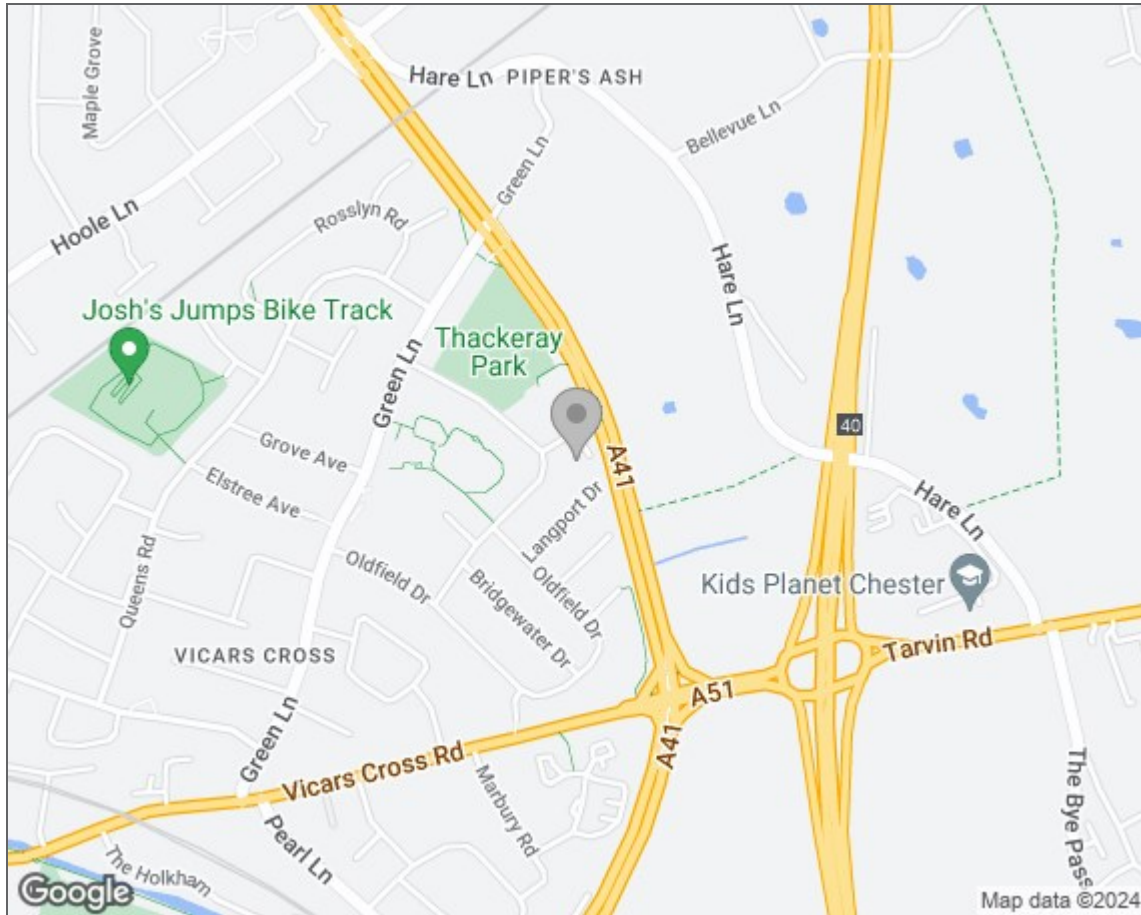 Hare Ln
PIPER'S ASH
Maple Grove
Bellevue Ln
Green Ln
Rosslyn Rd
Hoole Ln
Hare Ln
Josh's Jumps Bike Track
Thackeray
Park
Green Ln
40
A41
Grove Ave
Elstree Ave
Langport Dr
Hare Ln
Queens Rd
Oldfield Dr
Bridgewater Dr
Oldfield Dr
Kids Planet Chester
Tarvin Rd
VICARS CROSS
A51
Green Ln
Vicars Cross Rd
A41
Marbury Rd
The Bye Pass
Pearl Ln
The Holkham
Google
Map data ©2024